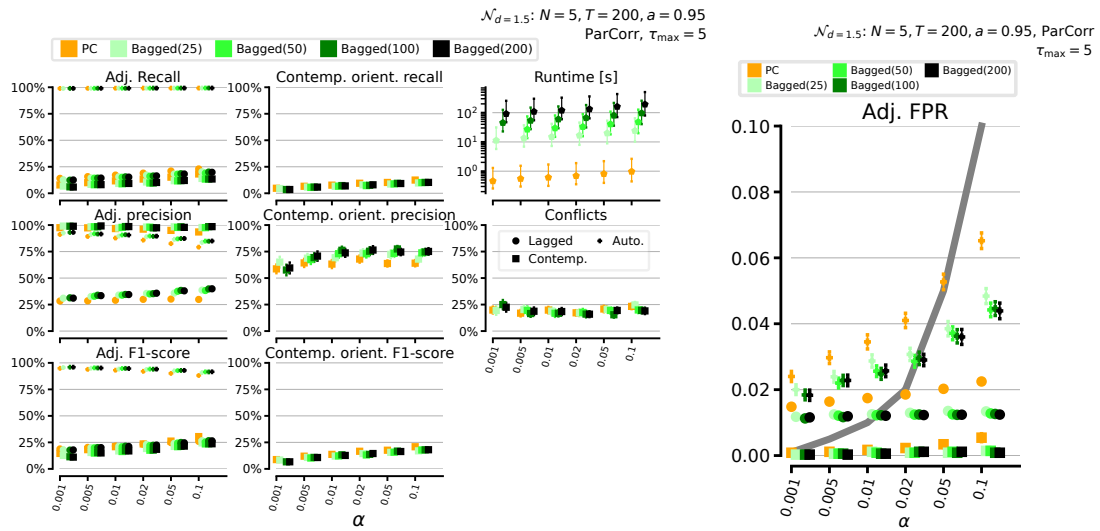 𝒩d=1.5: N = 5, T = 200, a = 0.95
ParCorr, τmax = 5
PC Bagged(25) Bagged(50) Bagged(100) Bagged(200)
Adj. Recall
100%
75%
50%
25%
0%
Contemp. orient. recall
100%
75%
50%
25%
0%
Runtime [s]
10²
10¹
10⁰
Adj. precision
100%
75%
50%
25%
0%
Contemp. orient. precision
100%
75%
50%
25%
0%
Conflicts
Lagged Auto.
Contemp.
100%
75%
50%
25%
0%
0.001 0.005 0.01 0.02 0.05 0.1
Adj. F1-score
100%
75%
50%
25%
0%
0.001 0.005 0.01 0.02 0.05 0.1
Contemp. orient. F1-score
100%
75%
50%
25%
0%
0.001 0.005 0.01 0.02 0.05 0.1
α
𝒩d=1.5: N = 5, T = 200, a = 0.95, ParCorr
τmax = 5
PC Bagged(50) Bagged(200)
Bagged(25) Bagged(100)
Adj. FPR
0.10
0.08
0.06
0.04
0.02
0.00
0.001 0.005 0.01 0.02 0.05 0.1
α